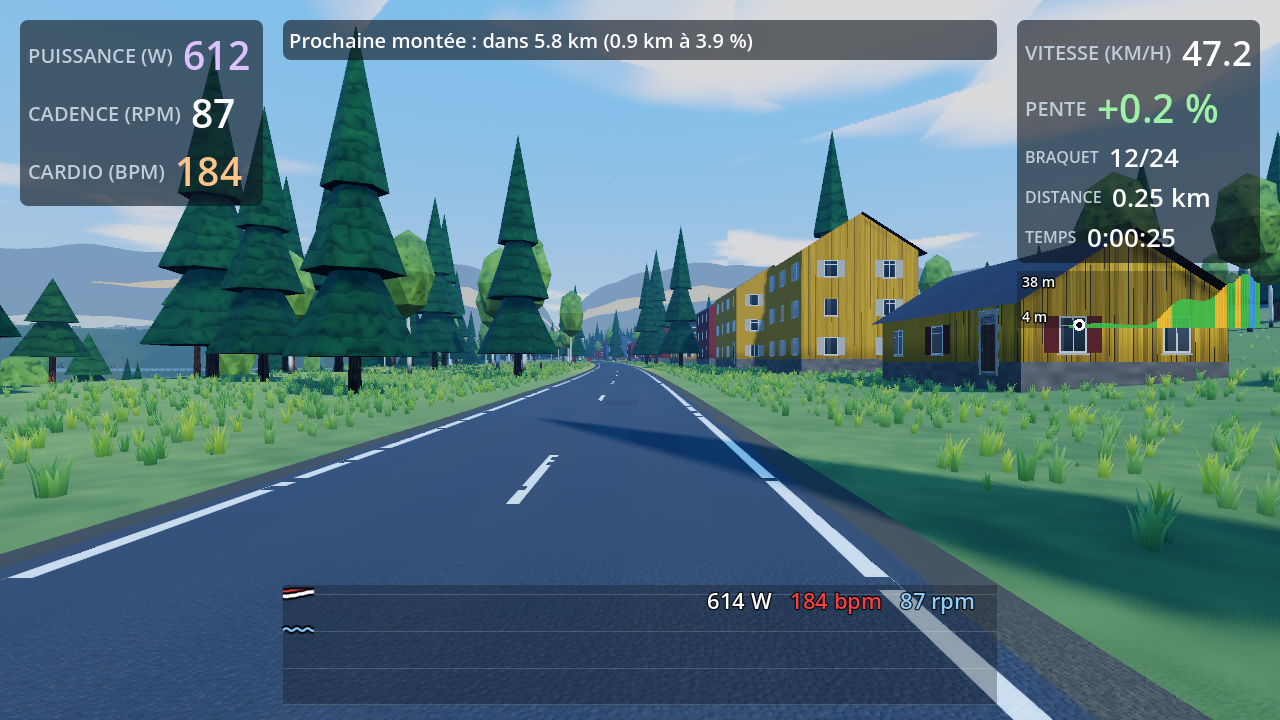 PUISSANCE (W) 612
CADENCE (RPM) 87
CARDIO (BPM) 184
Prochaine montée : dans 5.8 km (0.9 km à 3.9 %)
VITESSE (KM/H) 47.2
PENTE +0.2 %
BRAQUET 12/24
DISTANCE 0.25 km
TEMPS 0:00:25
38 m
4 m
614 W 184 bpm 87 rpm